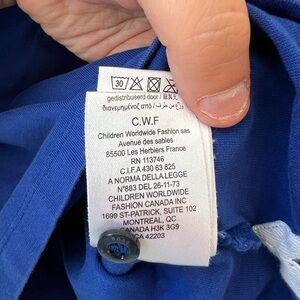 30
gedistribueerd door /
διανεμημένος από /
C.W.F
Children Worldwide Fashion sas
Avenue des sables
85500 Les Herbiers France
RN 113746
C.I.F.A 430 63 825
A NORMA DELLA LEGGE
N°883 DEL 26-11-73
CHILDREN WORLDWIDE
FASHION CANADA INC
1699 ST-PATRICK, SUITE 102
MONTREAL, QC
CANADA H3K 3G9
CA 42203